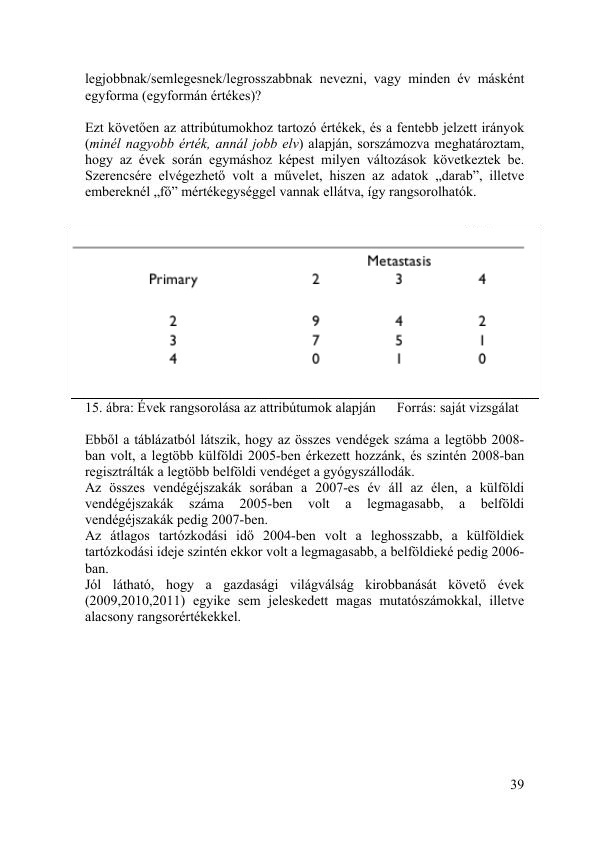 legjobbnak/semlegesnek/legrosszabbnak nevezni, vagy minden év másként
egyforma (egyformán értékes)?
Ezt követően az attribútumokhoz tartozó értékek, és a fentebb jelzett irányok
(minél nagyobb érték, annál jobb elv) alapján, sorszámozva meghatároztam,
hogy az évek során egymáshoz képest milyen változások következtek be.
Szerencsére elvégezhető volt a művelet, hiszen az adatok „darab”, illetve
embereknél „fő” mértékegységgel vannak ellátva, így rangsorolhatók.
Metastasis
Primary 2 3 4
2 9 4 2
3 7 5 1
4 0 1 0
15. ábra: Évek rangsorolása az attribútumok alapján Forrás: saját vizsgálat
Ebből a táblázatból látszik, hogy az összes vendégek száma a legtöbb 2008-
ban volt, a legtöbb külföldi 2005-ben érkezett hozzánk, és szintén 2008-ban
regisztrálták a legtöbb belföldi vendéget a gyógyszállodák.
Az összes vendégéjszakák sorában a 2007-es év áll az élen, a külföldi
vendégéjszakák száma 2005-ben volt a legmagasabb, a belföldi
vendégéjszakák pedig 2007-ben.
Az átlagos tartózkodási idő 2004-ben volt a leghosszabb, a külföldiek
tartózkodási ideje szintén ekkor volt a legmagasabb, a belföldieké pedig 2006-
ban.
Jól látható, hogy a gazdasági világválság kirobbanását követő évek
(2009,2010,2011) egyike sem jeleskedett magas mutatószámokkal, illetve
alacsony rangsorértékekkel.
39